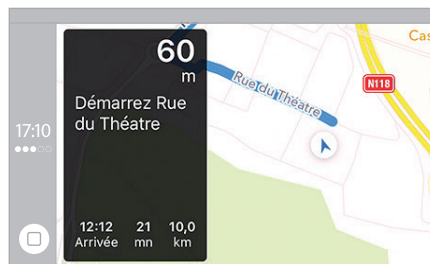 60
m
Démarrez Rue
du Théatre
12:12 21 10,0
Arrivée mn km
17:10
Rue du Théatre
N118